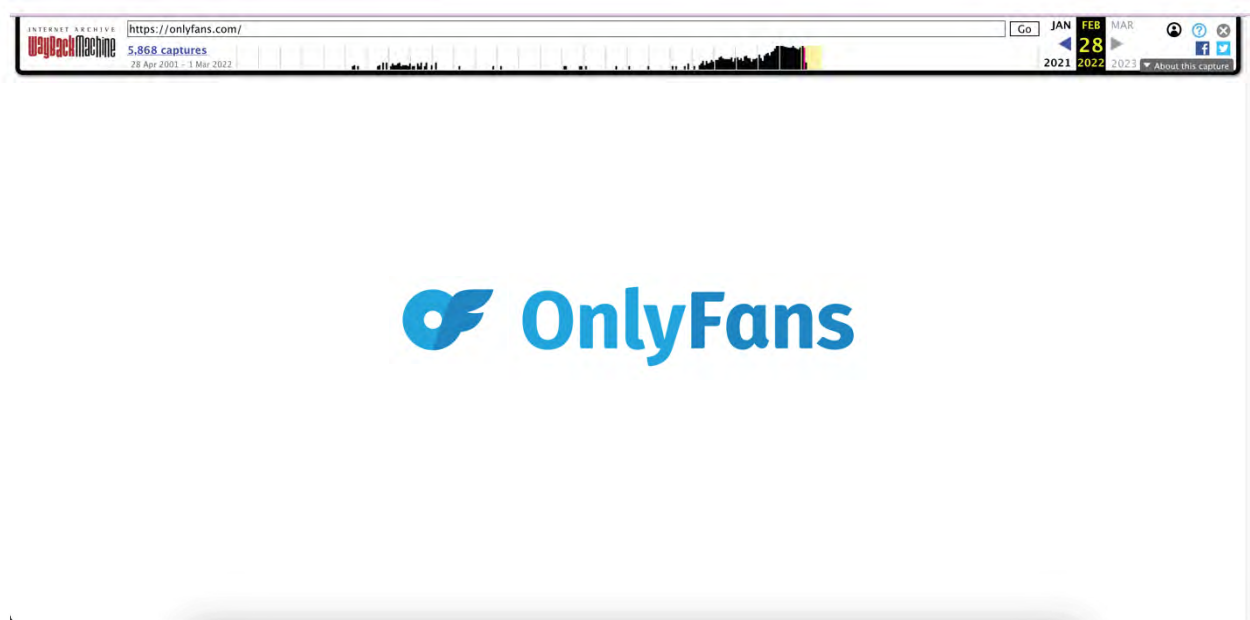 INTERNET ARCHIVE
WayBackMachine
https://onlyfans.com/
Go
5,868 captures
28 Apr 2001 - 1 Mar 2022
JAN FEB MAR
28
2021 2022 2023
About this capture
OnlyFans